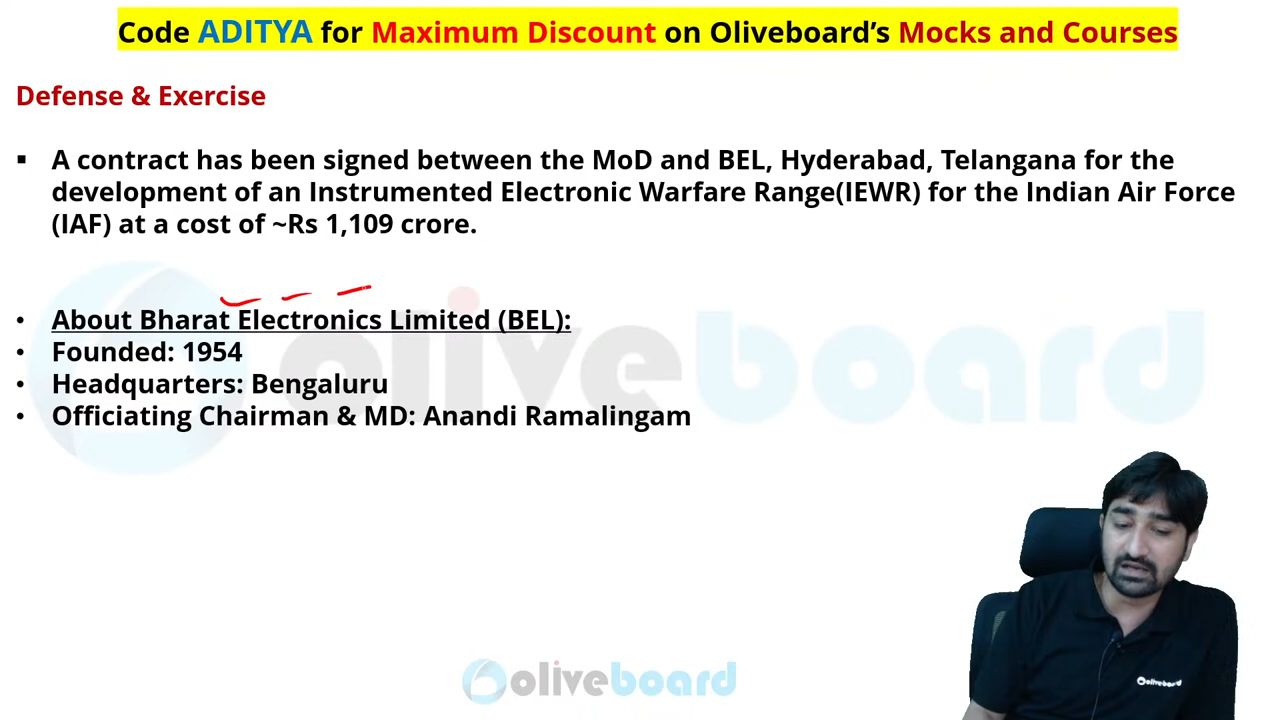 Code ADITYA for Maximum Discount on Oliveboard’s Mocks and Courses
Defense & Exercise
▪ A contract has been signed between the MoD and BEL, Hyderabad, Telangana for the
development of an Instrumented Electronic Warfare Range(IEWR) for the Indian Air Force
(IAF) at a cost of ~Rs 1,109 crore.
• About Bharat Electronics Limited (BEL):
• Founded: 1954
• Headquarters: Bengaluru
• Officiating Chairman & MD: Anandi Ramalingam
oliveboard
oliveboard
oliveboard